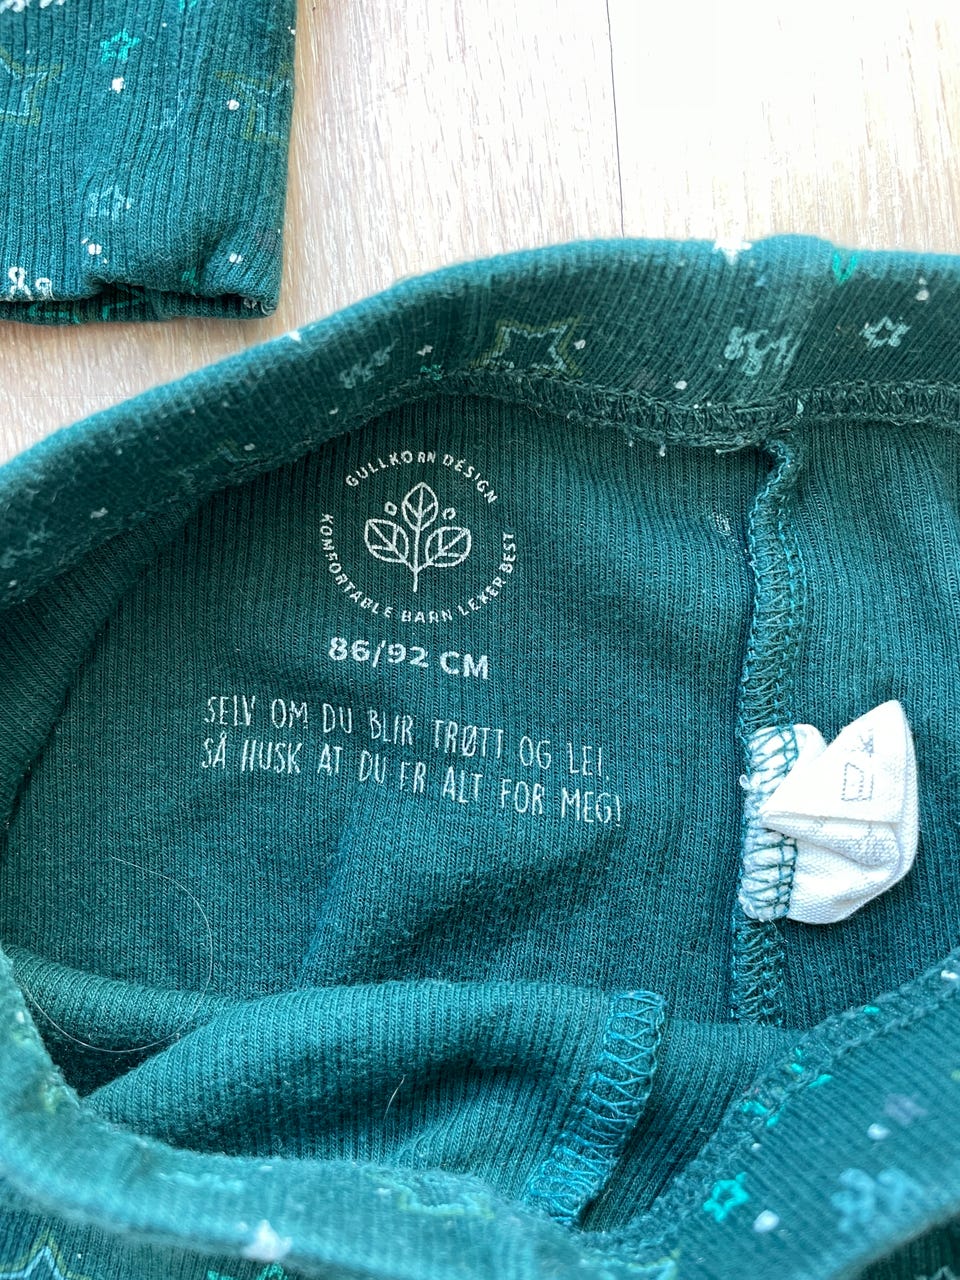 GULLKORN DESIGN
KOMFORTABLE BARN LEKER BEST
86/92 CM
SELV OM DU BLIR TRØTT OG LEI.
SÅ HUSK AT DU ER ALT FOR MEG!